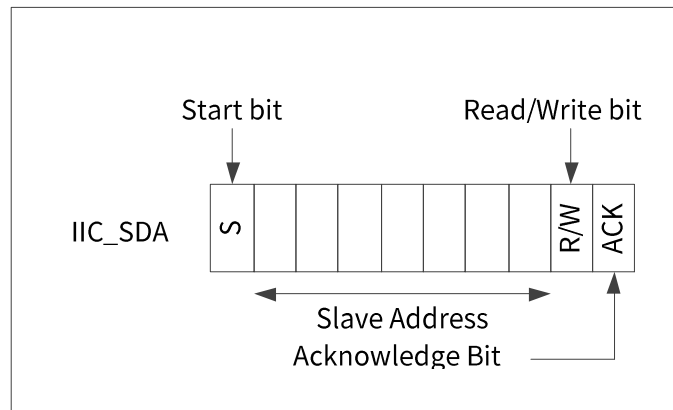 Start bit
Read/Write bit
IIC_SDA
S
R/W
ACK
Slave Address
Acknowledge Bit